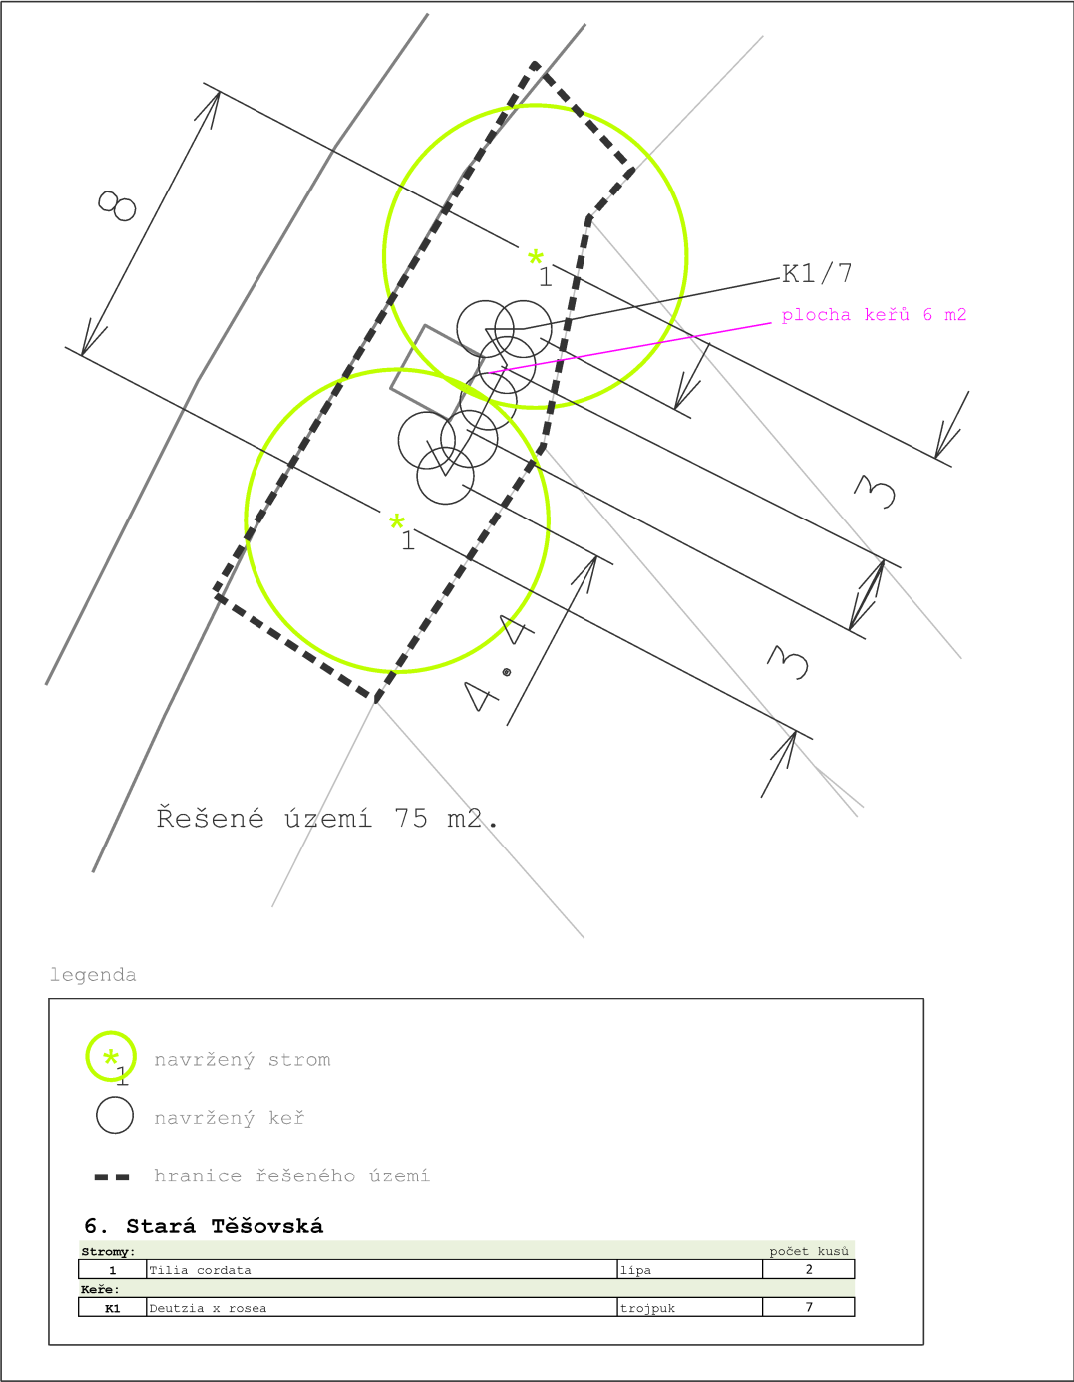 8
*
1
K1/7
plocha keřů 6 m2
3
*
1
4.4
3
Řešené území 75 m2.
legenda
*
1
navržený strom
navržený keř
hranice řešeného území
6. Stará Těšovská
Stromy: počet kusů
1 Tilia cordata lípa 2
Keře:
K1 Deutzia x rosea trojpuk 7